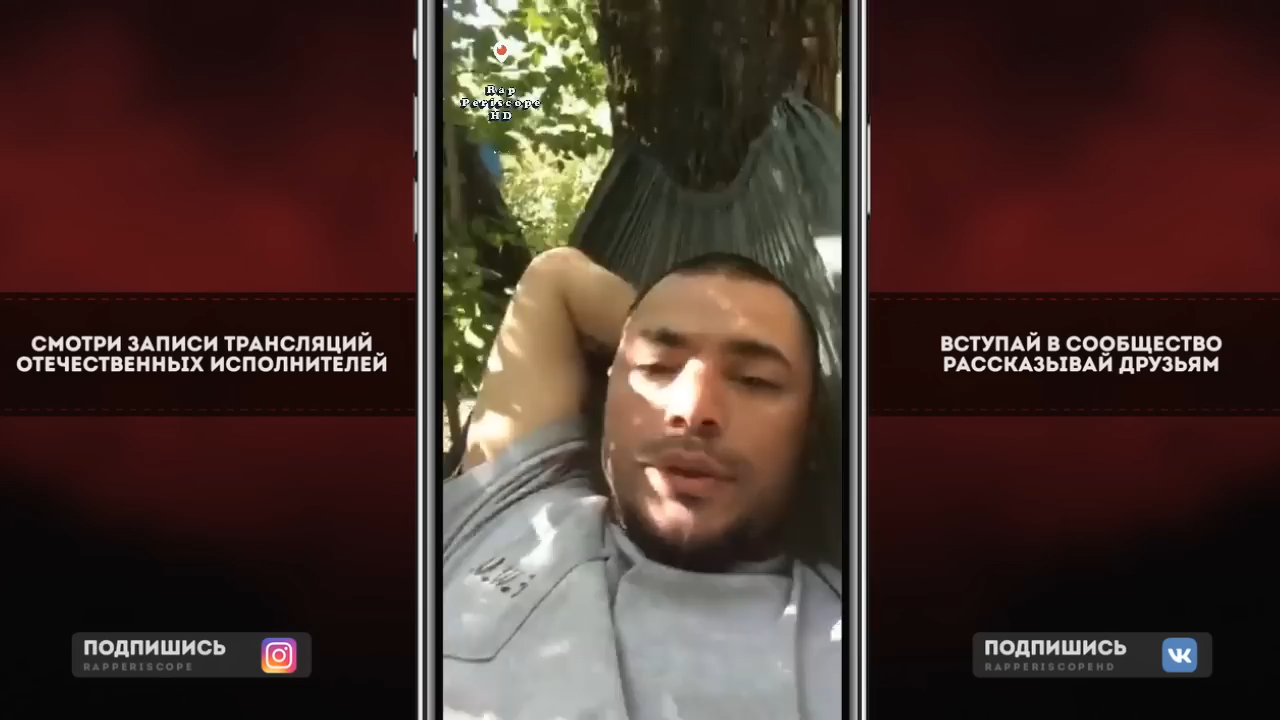 Rap
Periscope
HD
СМОТРИ ЗАПИСИ ТРАНСЛЯЦИЙ
ОТЕЧЕСТВЕННЫХ ИСПОЛНИТЕЛЕЙ
ВСТУПАЙ В СООБЩЕСТВО
РАССКАЗЫВАЙ ДРУЗЬЯМ
ПОДПИШИСЬ
RAPPERISCOPE
ПОДПИШИСЬ
RAPPERISCOPEHD